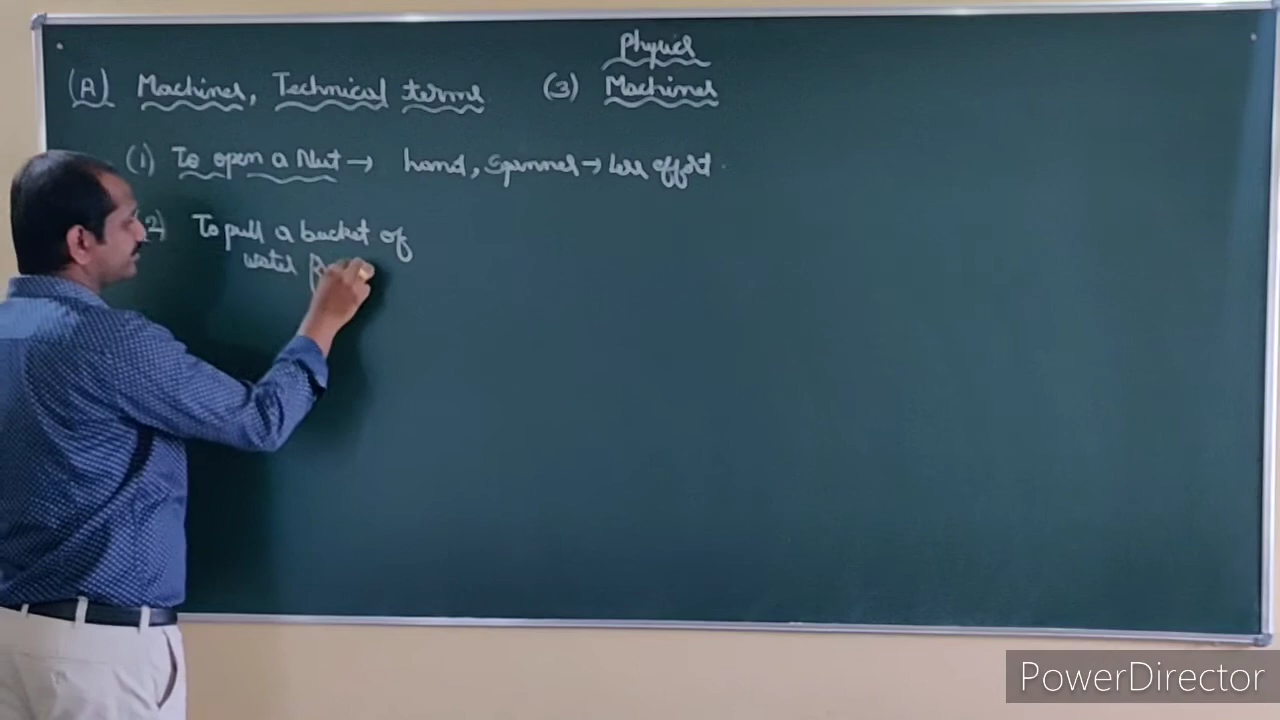 Physics
(A) Machines, Technical terms (3) Machines
(1) To open a Nut → hand, Spanner → less effort.
(2) To pull a bucket of
water (
PowerDirector